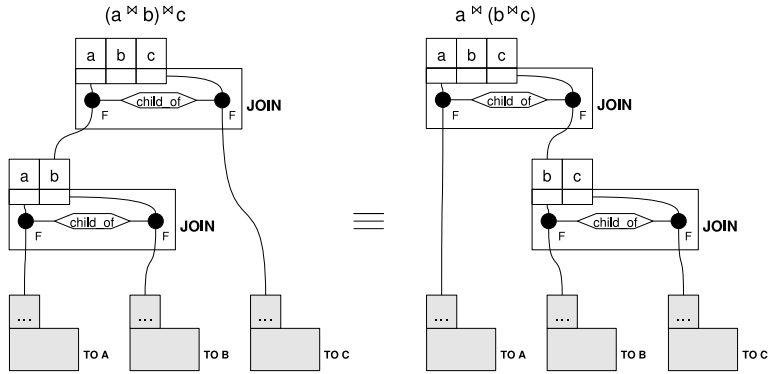 (a ⋈ b) ⋈ c
a b c
child_of
F F
JOIN
a b
child_of
F F
JOIN
...
...
...
TO A
TO B
TO C
≡
a ⋈ (b ⋈ c)
a b c
child_of
F F
JOIN
b c
child_of
F F
JOIN
...
...
...
TO A
TO B
TO C